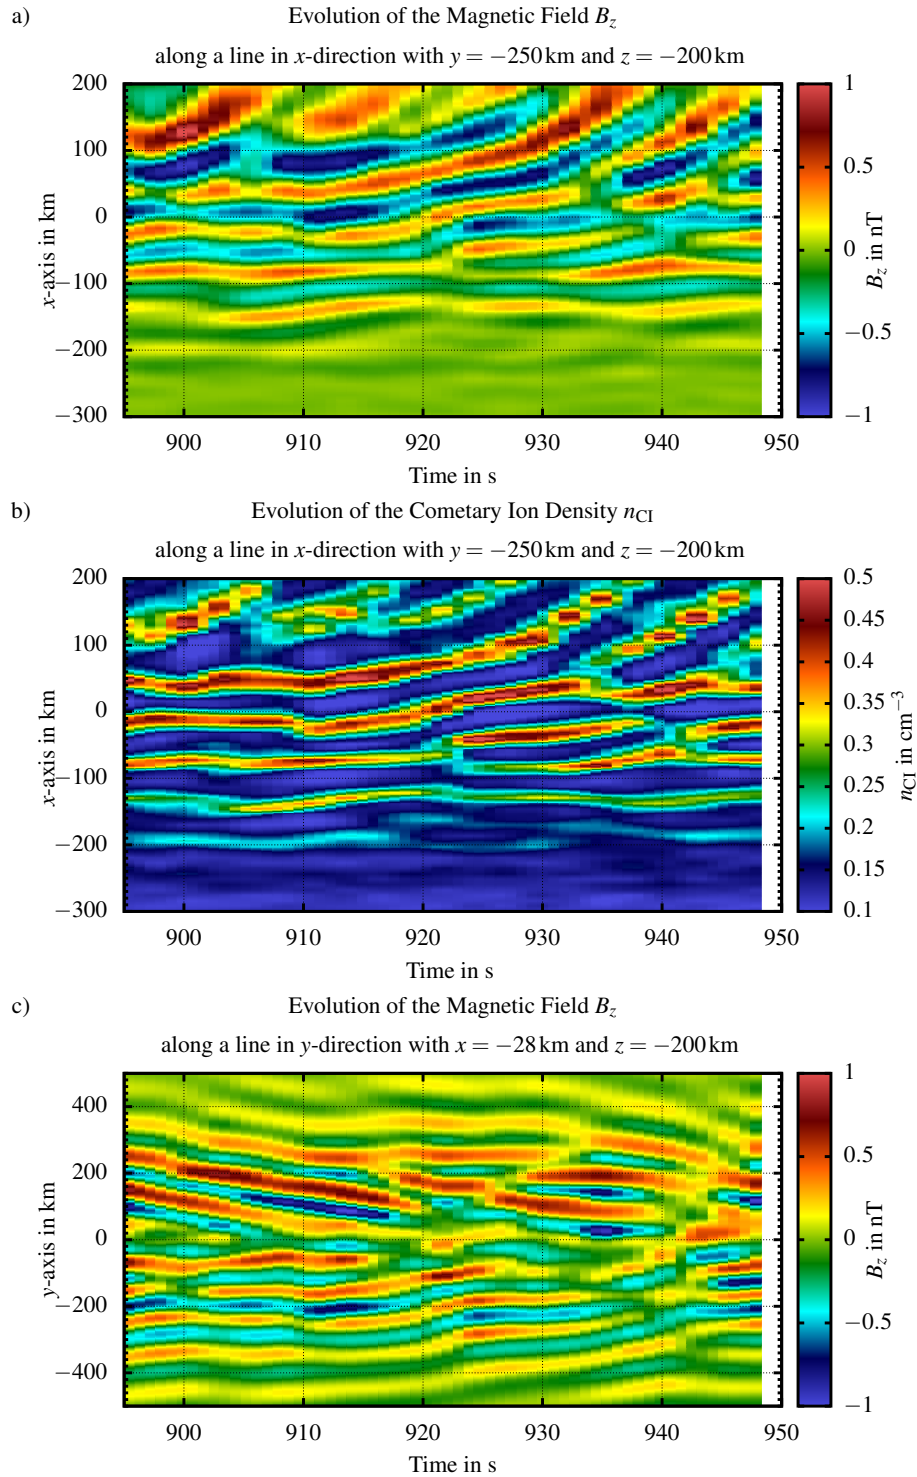 a)
Evolution of the Magnetic Field B_z
along a line in x-direction with y = −250 km and z = −200 km
200
100
0
−100
−200
−300
x-axis in km
900 910 920 930 940 950
Time in s
1
0.5
0
−0.5
−1
B_z in nT
b)
Evolution of the Cometary Ion Density n_CI
along a line in x-direction with y = −250 km and z = −200 km
200
100
0
−100
−200
−300
x-axis in km
900 910 920 930 940 950
Time in s
0.5
0.45
0.4
0.35
0.3
0.25
0.2
0.15
0.1
n_CI in cm⁻³
c)
Evolution of the Magnetic Field B_z
along a line in y-direction with x = −28 km and z = −200 km
400
200
0
−200
−400
y-axis in km
900 910 920 930 940 950
Time in s
1
0.5
0
−0.5
−1
B_z in nT